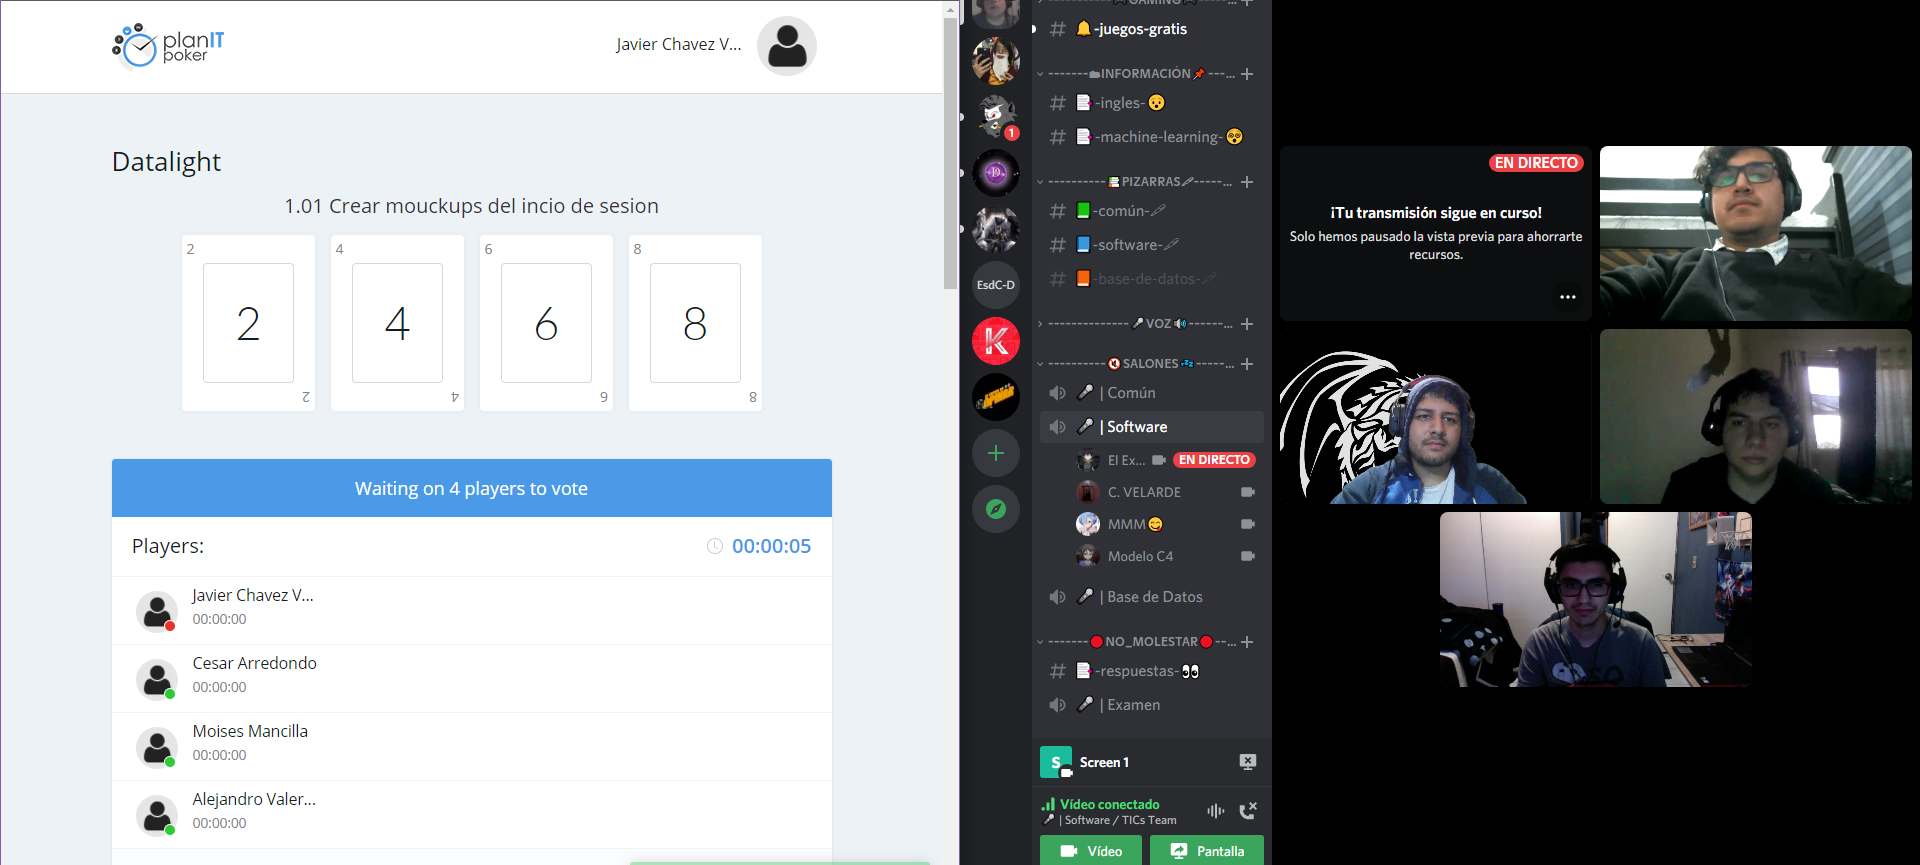 planIT
poker
Javier Chavez V...
Datalight
1.01 Crear mouckups del incio de sesion
2
2
2
4
4
4
6
6
6
8
8
8
Waiting on 4 players to vote
Players:
00:00:05
Javier Chavez V...
00:00:00
Cesar Arredondo
00:00:00
Moises Mancilla
00:00:00
Alejandro Valer...
00:00:00
1
EsdC-D
K
GAMING
-juegos-gratis
-------INFORMACIÓN---...
-ingles-
-machine-learning-
----------PIZARRAS-----...
-común-
-software-
-base-de-datos-
--------------VOZ------...
----------SALONES-----...
| Común
| Software
El Ex...
EN DIRECTO
C. VELARDE
MMM
Modelo C4
| Base de Datos
-------NO_MOLESTAR--...
-respuestas-
| Examen
S
Screen 1
Vídeo conectado
| Software / TICs Team
Vídeo
Pantalla
EN DIRECTO
¡Tu transmisión sigue en curso!
Solo hemos pausado la vista previa para ahorrarte
recursos.